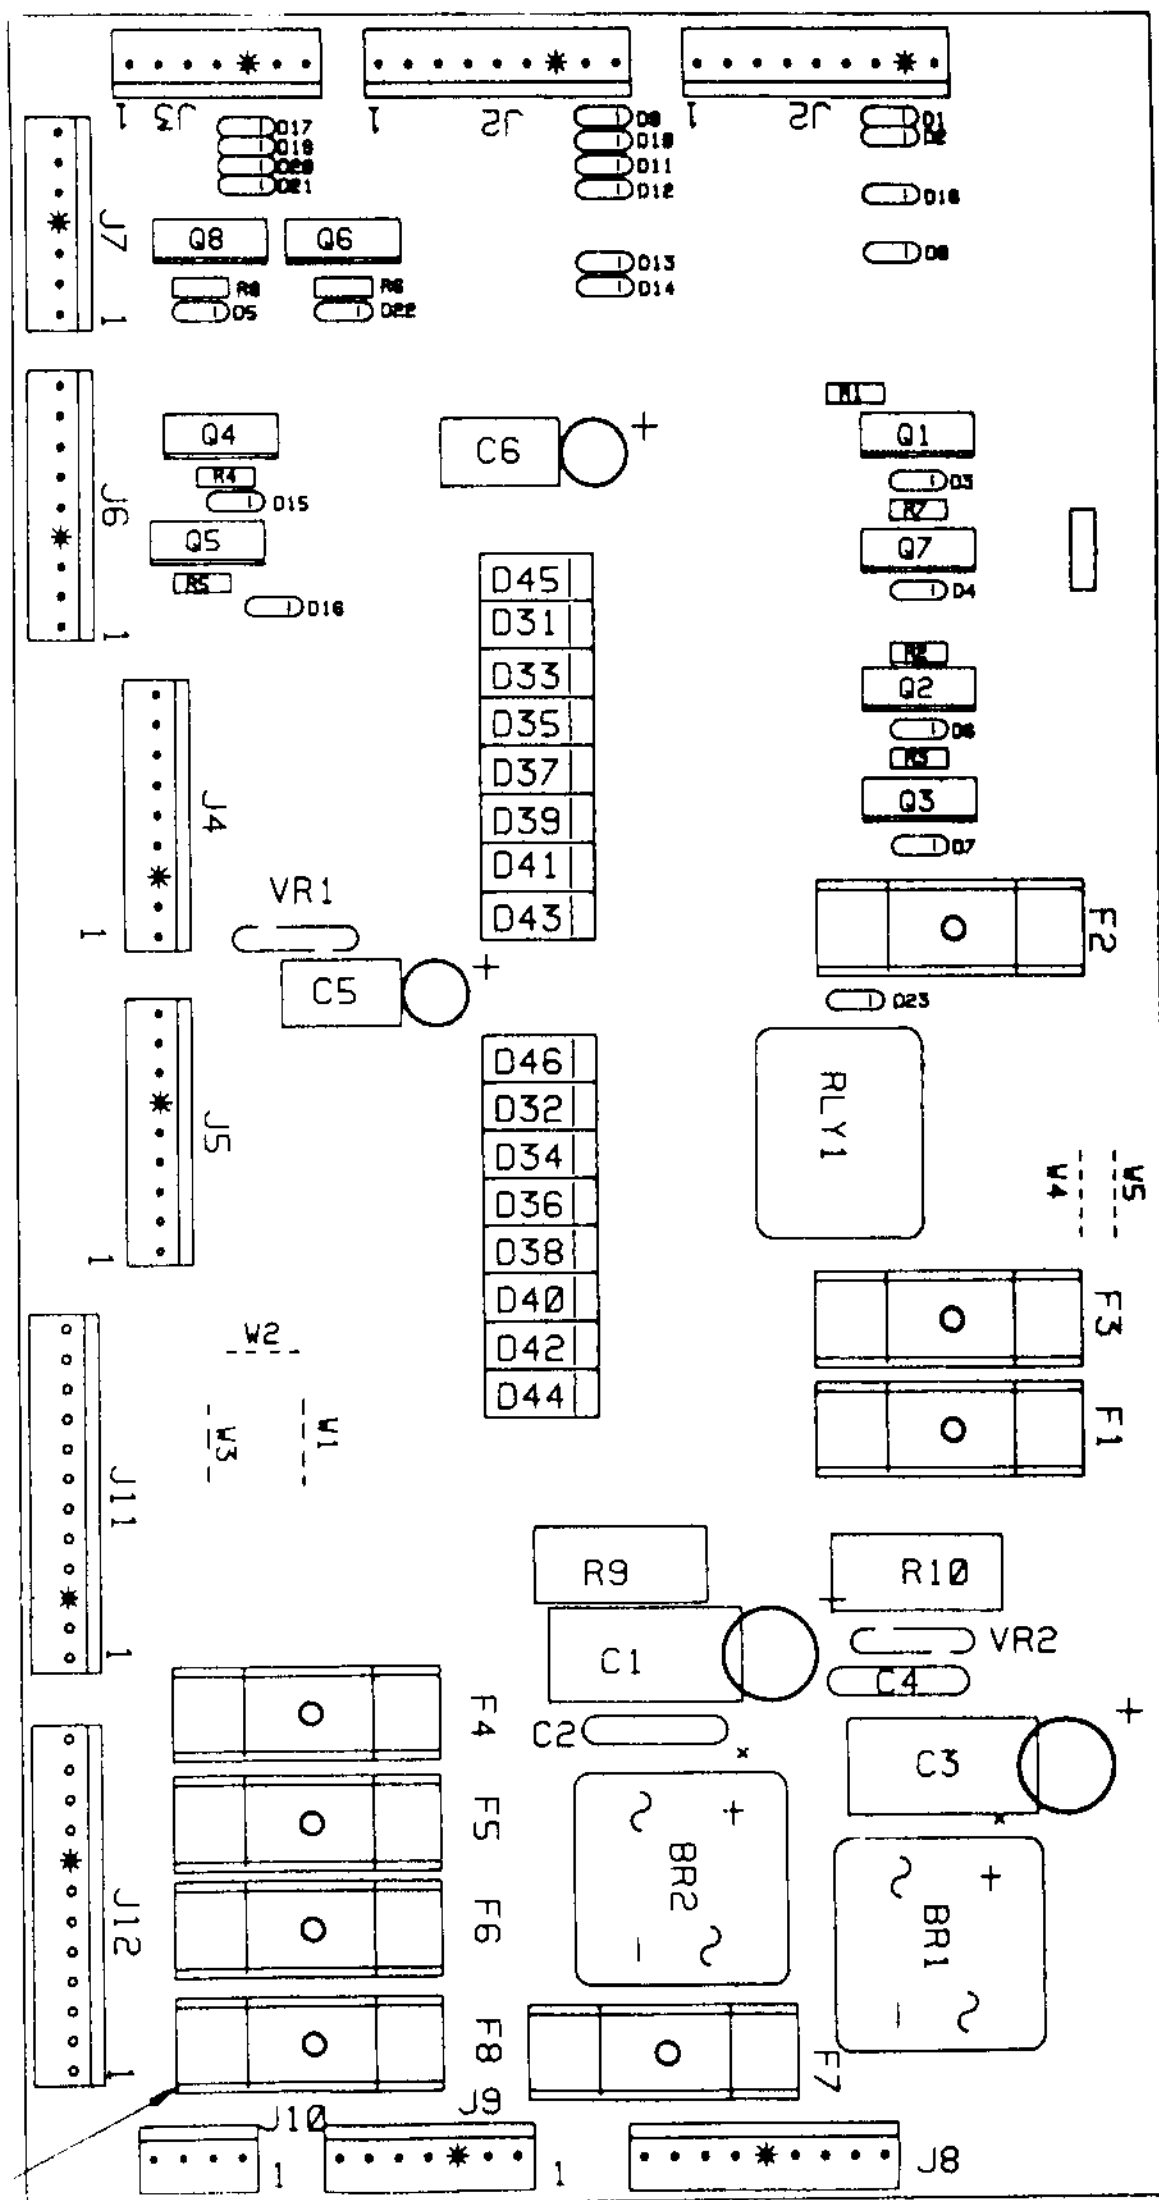 1
J3
1
J2
1
J2
D17
D18
D20
D21
D9
D10
D11
D12
D1
D2
D16
D8
J7
1
Q8
Q6
R8
R6
D5
D22
D13
D14
R1
Q4
C6
+
Q1
R4
D15
D3
R7
J6
Q5
Q7
R5
D16
D4
1
D45
D31
D33
D35
D37
D39
D41
D43
R2
Q2
D6
R3
Q3
D7
J4
1
VR1
C5
+
F2
D23
J5
1
D46
D32
D34
D36
D38
D40
D42
D44
RLY1
W4
W5
F3
F1
W2
W3
W1
J11
1
R9
R10
C1
+
VR2
C4
F4
C2
x
C3
+
x
F5
BR2
+
-
~
~
BR1
+
-
~
~
J12
1
F6
F8
F7
J10
J9
1
1
J8